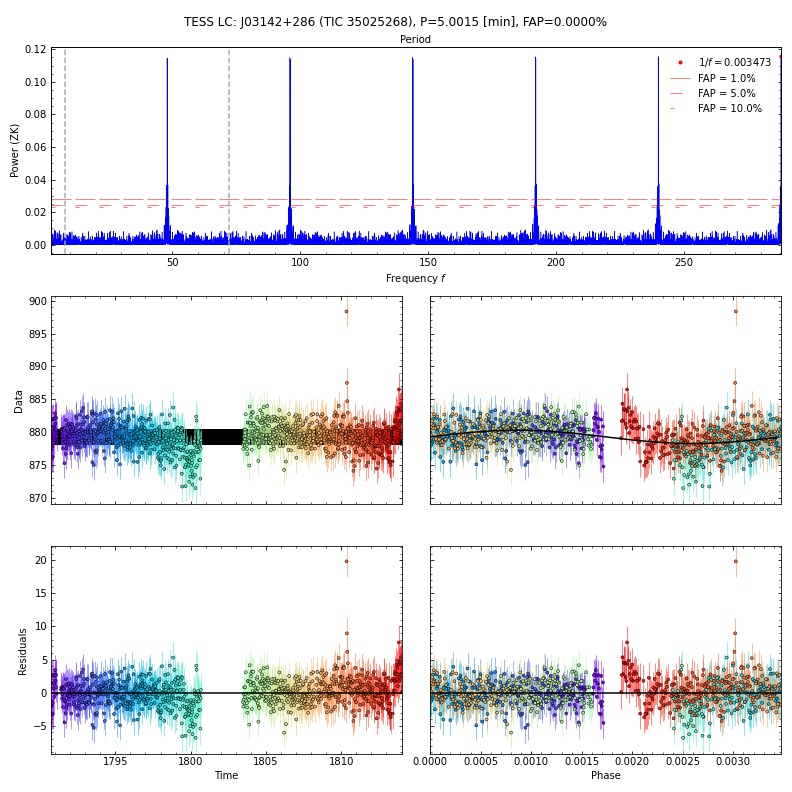 TESS LC: J03142+286 (TIC 35025268), P=5.0015 [min], FAP=0.0000%
Period
0.12
0.10
0.08
0.06
0.04
0.02
0.00
Power (ZK)
1/f = 0.003473
FAP = 1.0%
FAP = 5.0%
FAP = 10.0%
50 100 150 200 250
Frequency f
900
895
890
885
880
875
870
Data
20
15
10
5
0
−5
Residuals
1795 1800 1805 1810
Time
0.0000 0.0005 0.0010 0.0015 0.0020 0.0025 0.0030
Phase